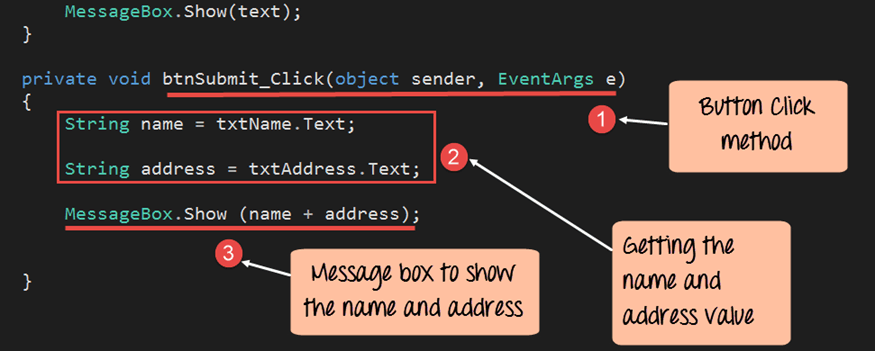 MessageBox.Show(text);
}
private void btnSubmit_Click(object sender, EventArgs e)
{
String name = txtName.Text;
String address = txtAddress.Text;
MessageBox.Show (name + address);
}
1
Button Click
method
2
Getting the
name and
address value
3
Message box to show
the name and address